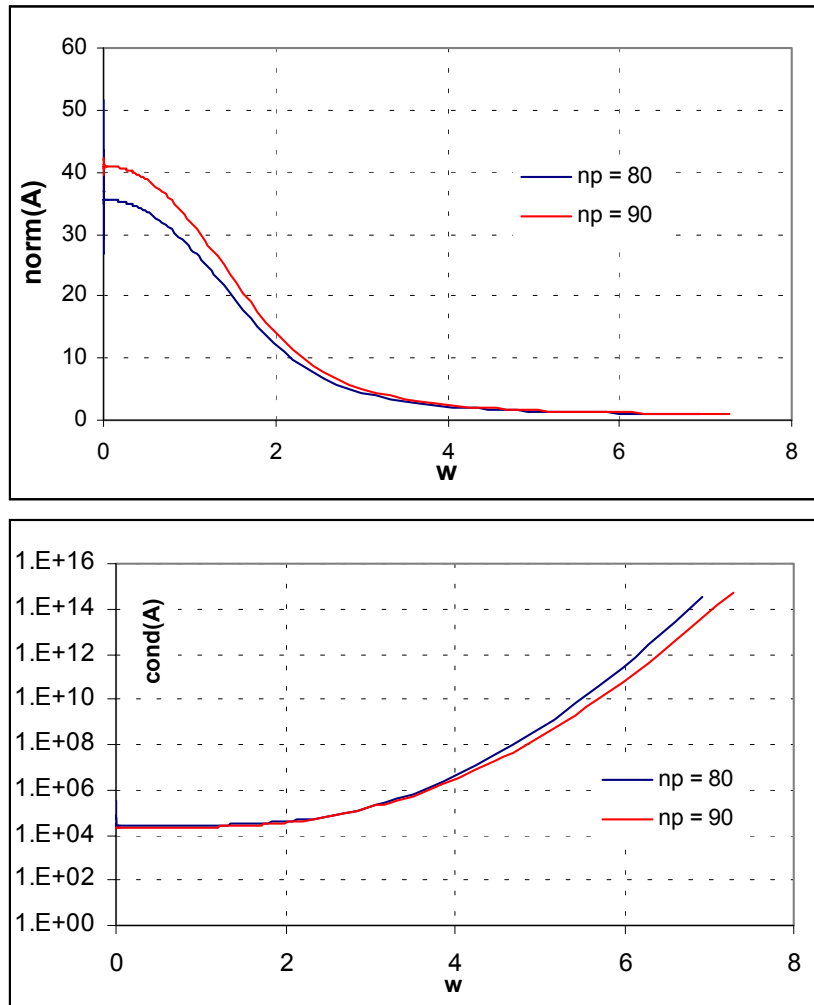 60
50
40
30
20
10
0
norm(A)
np = 80
np = 90
0 2 4 6 8
w
1.E+16
1.E+14
1.E+12
1.E+10
1.E+08
1.E+06
1.E+04
1.E+02
1.E+00
cond(A)
np = 80
np = 90
0 2 4 6 8
w